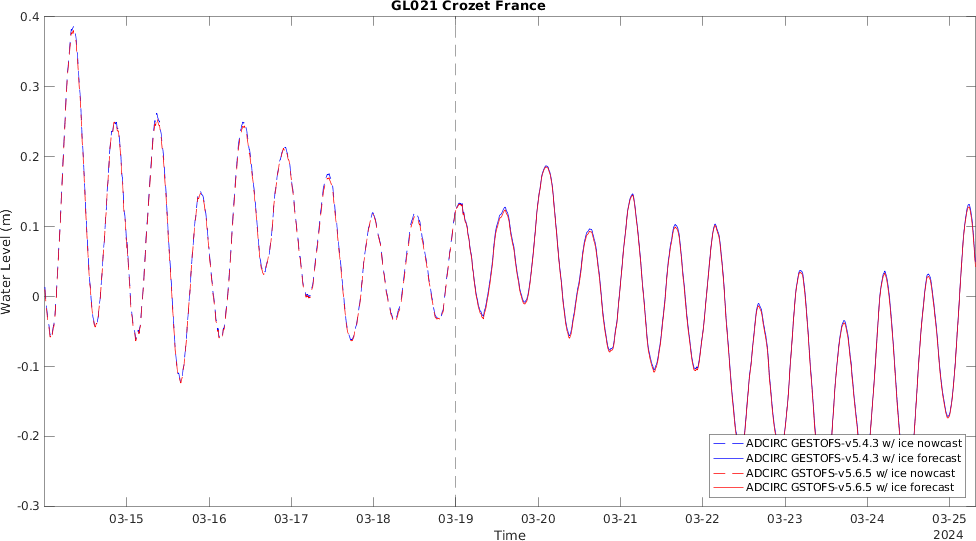 GL021 Crozet France
0.4
0.3
0.2
0.1
0
-0.1
-0.2
-0.3
Water Level (m)
ADCIRC GESTOFS-v5.4.3 w/ ice nowcast
ADCIRC GESTOFS-v5.4.3 w/ ice forecast
ADCIRC GSTOFS-v5.6.5 w/ ice nowcast
ADCIRC GSTOFS-v5.6.5 w/ ice forecast
03-15 03-16 03-17 03-18 03-19 03-20 03-21 03-22 03-23 03-24 03-25
2024
Time